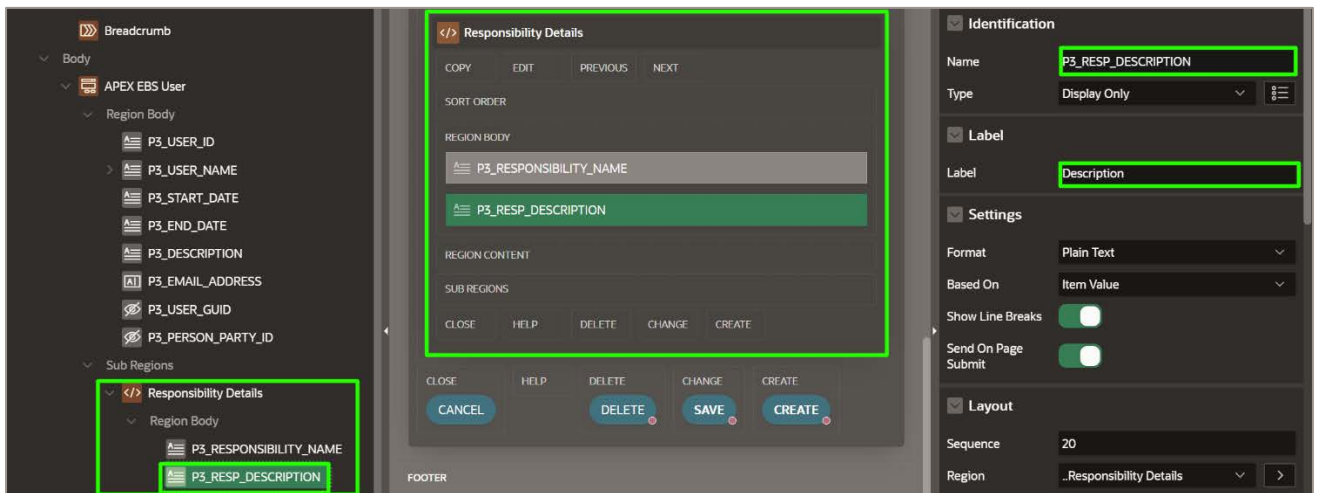 Breadcrumb
Body
APEX EBS User
Region Body
P3_USER_ID
P3_USER_NAME
P3_START_DATE
P3_END_DATE
P3_DESCRIPTION
P3_EMAIL_ADDRESS
P3_USER_GUID
P3_PERSON_PARTY_ID
Sub Regions
</> Responsibility Details
Region Body
P3_RESPONSIBILITY_NAME
P3_RESP_DESCRIPTION
</> Responsibility Details
COPY EDIT PREVIOUS NEXT
SORT ORDER
REGION BODY
P3_RESPONSIBILITY_NAME
P3_RESP_DESCRIPTION
REGION CONTENT
SUB REGIONS
CLOSE HELP DELETE CHANGE CREATE
CLOSE HELP DELETE CHANGE CREATE
CANCEL DELETE SAVE CREATE
FOOTER
Identification
Name P3_RESP_DESCRIPTION
Type Display Only
Label
Label Description
Settings
Format Plain Text
Based On Item Value
Show Line Breaks
Send On Page
Submit
Layout
Sequence 20
Region ..Responsibility Details